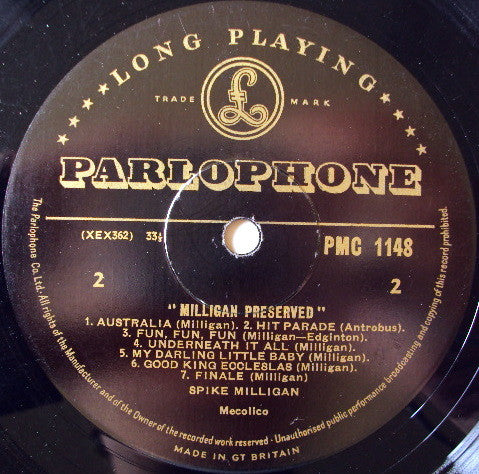 LONG PLAYING
TRADE MARK
£
PARLOPHONE
(XEX362) 33⅓
PMC 1148
2
2
"MILLIGAN PRESERVED"
1. AUSTRALIA (Milligan). 2. HIT PARADE (Antrobus).
3. FUN, FUN, FUN (Milligan—Edginton).
4. UNDERNEATH IT ALL (Milligan).
5. MY DARLING LITTLE BABY (Milligan).
6. GOOD KING ECCLESLAS (Milligan).
7. FINALE (Milligan)
SPIKE MILLIGAN
Mecolico
The Parlophone Co. Ltd. All rights of the Manufacturer and of the Owner of the recorded work reserved · Unauthorised public performance broadcasting and copying of this record prohibited.
MADE IN GT BRITAIN